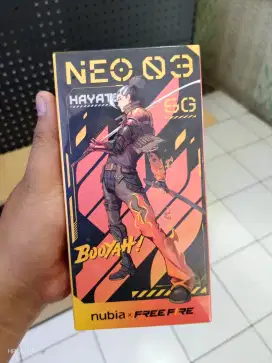 NEO 03
HAYATO
5G
BOOYAH!
nubia × FREE FIRE